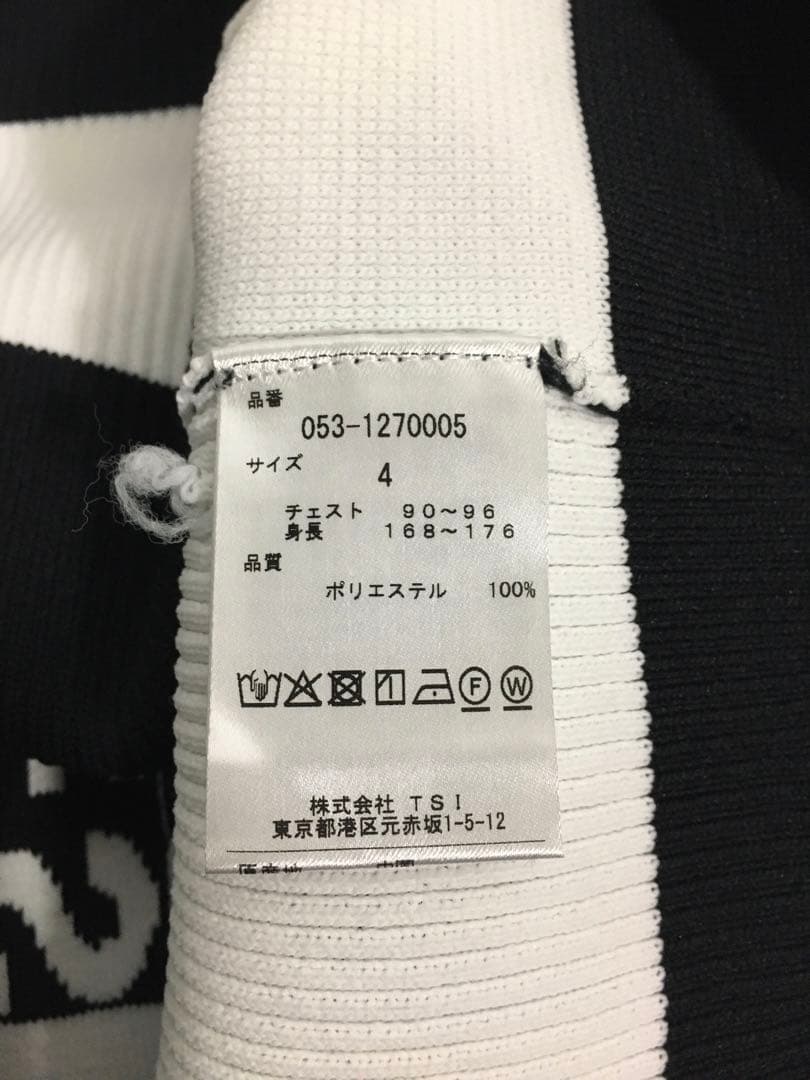 品番
053-1270005
サイズ
4
チェスト 90～96
身長 168～176
品質
ポリエステル 100%
F W
株式会社 TSI
東京都港区元赤坂1-5-12